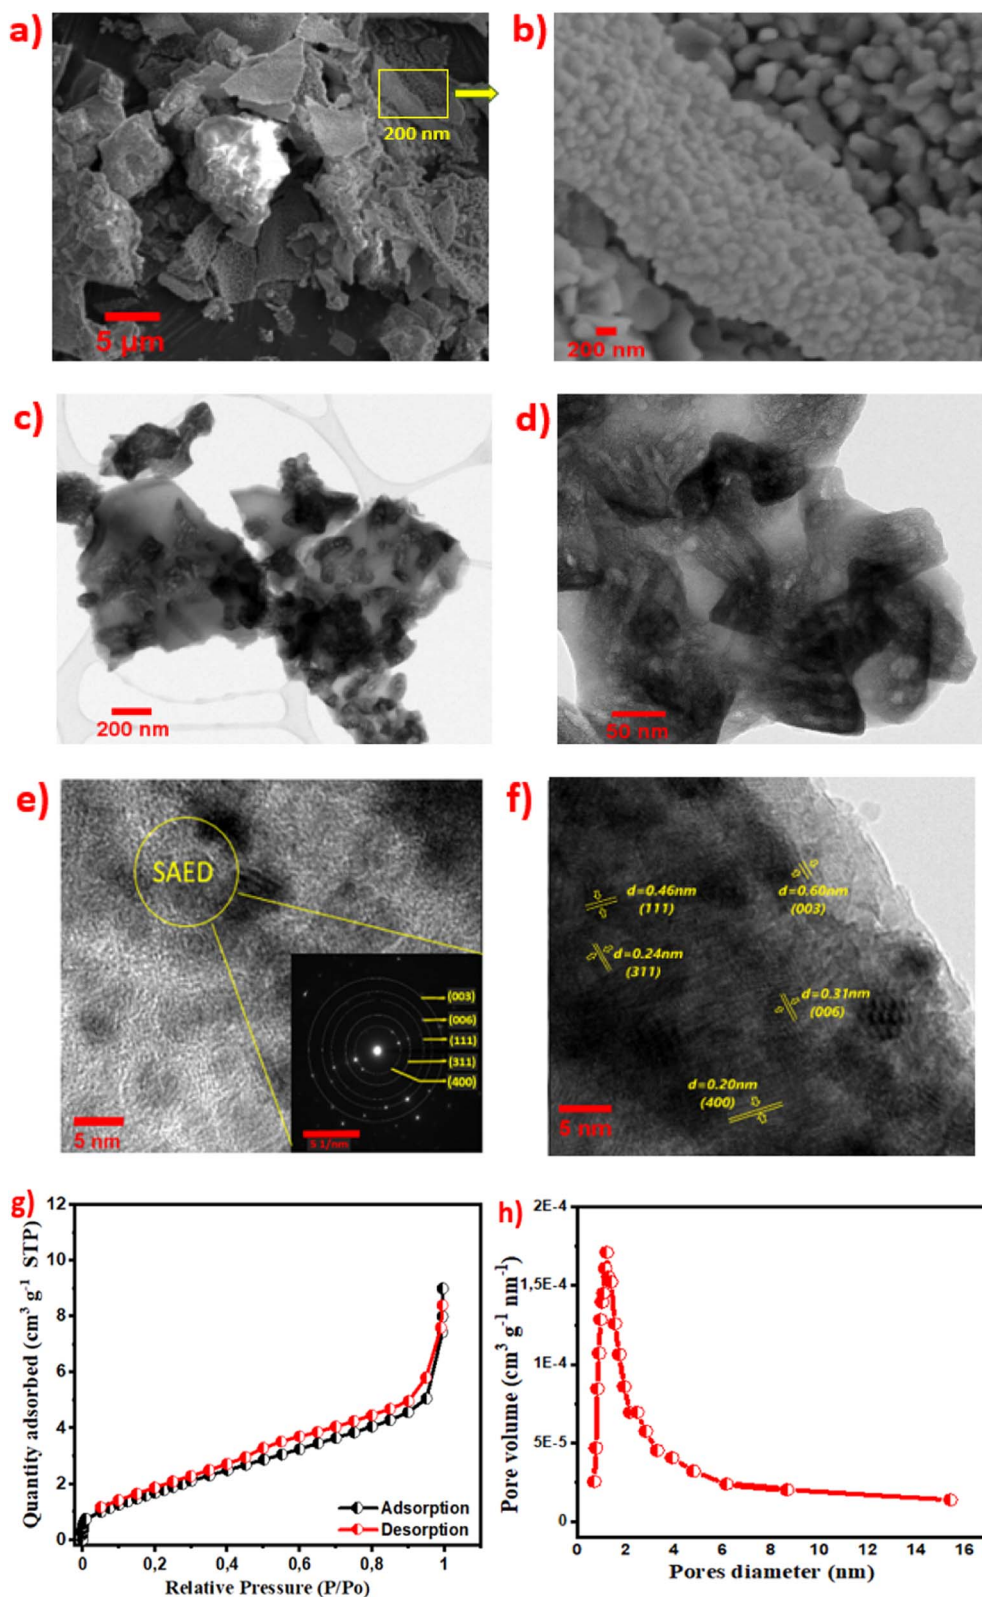 a)
200 nm
5 µm
b)
200 nm
c)
200 nm
d)
50 nm
e)
SAED
(003)
(006)
(111)
(311)
(400)
5 1/nm
5 nm
f)
d=0.46nm
(111)
d=0.60nm
(003)
d=0.24nm
(311)
d=0.31nm
(006)
d=0.20nm
(400)
5 nm
g)
Quantity adsorbed (cm³ g⁻¹ STP)
12
10
8
6
4
2
0
0
0,2
0,4
0,6
0,8
1
Adsorption
Desorption
Relative Pressure (P/Po)
h)
Pore volume (cm³ g⁻¹ nm⁻¹)
2E-4
1,5E-4
1E-4
5E-5
0
0
2
4
6
8
10
12
14
16
Pores diameter (nm)